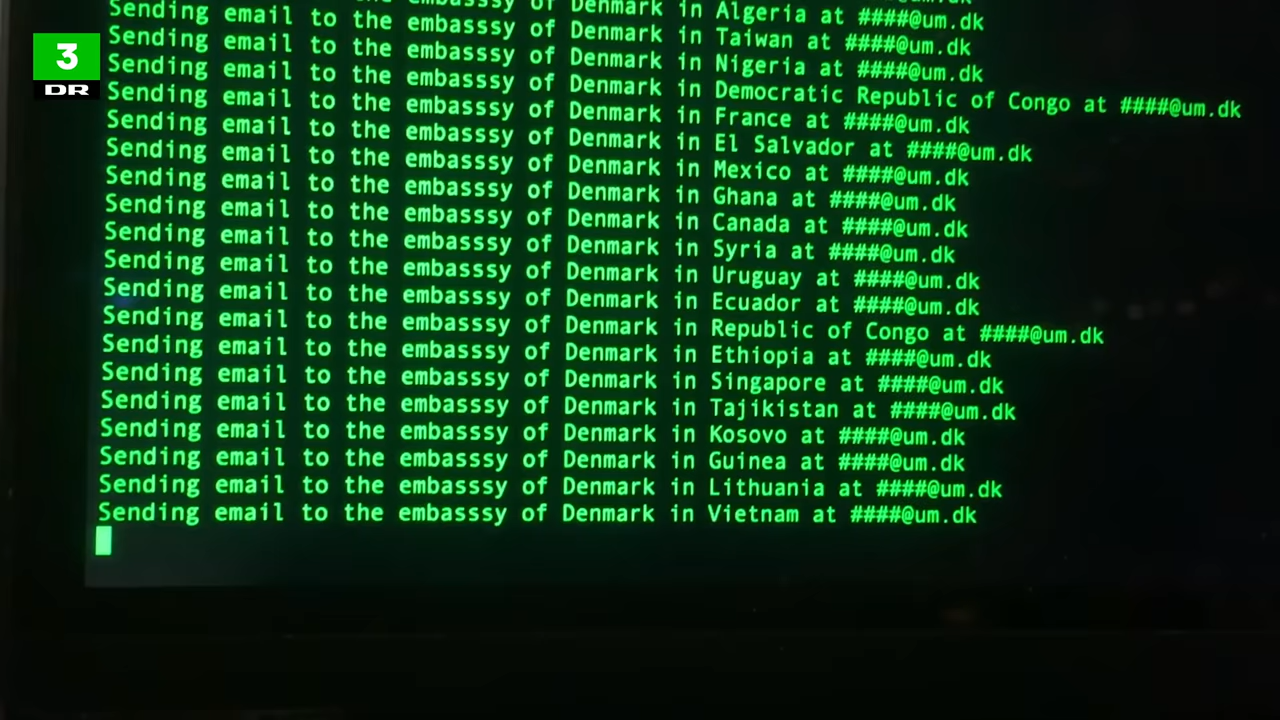 3
DR
Sending email to the embasssy of Denmark in Algeria at ####@um.dk
Sending email to the embasssy of Denmark in Taiwan at ####@um.dk
Sending email to the embasssy of Denmark in Nigeria at ####@um.dk
Sending email to the embasssy of Denmark in Democratic Republic of Congo at ####@um.dk
Sending email to the embasssy of Denmark in France at ####@um.dk
Sending email to the embasssy of Denmark in El Salvador at ####@um.dk
Sending email to the embasssy of Denmark in Mexico at ####@um.dk
Sending email to the embasssy of Denmark in Ghana at ####@um.dk
Sending email to the embasssy of Denmark in Canada at ####@um.dk
Sending email to the embasssy of Denmark in Syria at ####@um.dk
Sending email to the embasssy of Denmark in Uruguay at ####@um.dk
Sending email to the embasssy of Denmark in Ecuador at ####@um.dk
Sending email to the embasssy of Denmark in Republic of Congo at ####@um.dk
Sending email to the embasssy of Denmark in Ethiopia at ####@um.dk
Sending email to the embasssy of Denmark in Singapore at ####@um.dk
Sending email to the embasssy of Denmark in Tajikistan at ####@um.dk
Sending email to the embasssy of Denmark in Kosovo at ####@um.dk
Sending email to the embasssy of Denmark in Guinea at ####@um.dk
Sending email to the embasssy of Denmark in Lithuania at ####@um.dk
Sending email to the embasssy of Denmark in Vietnam at ####@um.dk